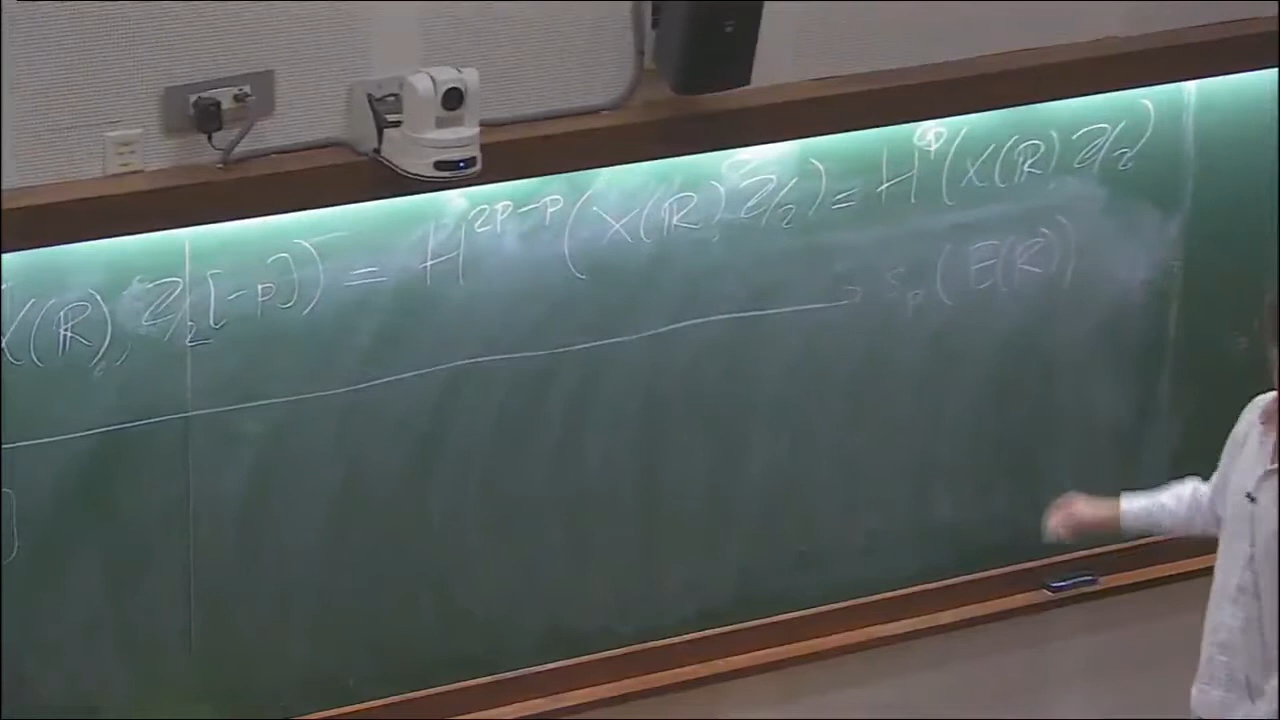 X(ℝ), ℤ/2[-p]) = H^{2p-p}(X(ℝ), ℤ/2) = H^p(X(ℝ), ℤ/2)
→ s_p(E(ℝ))